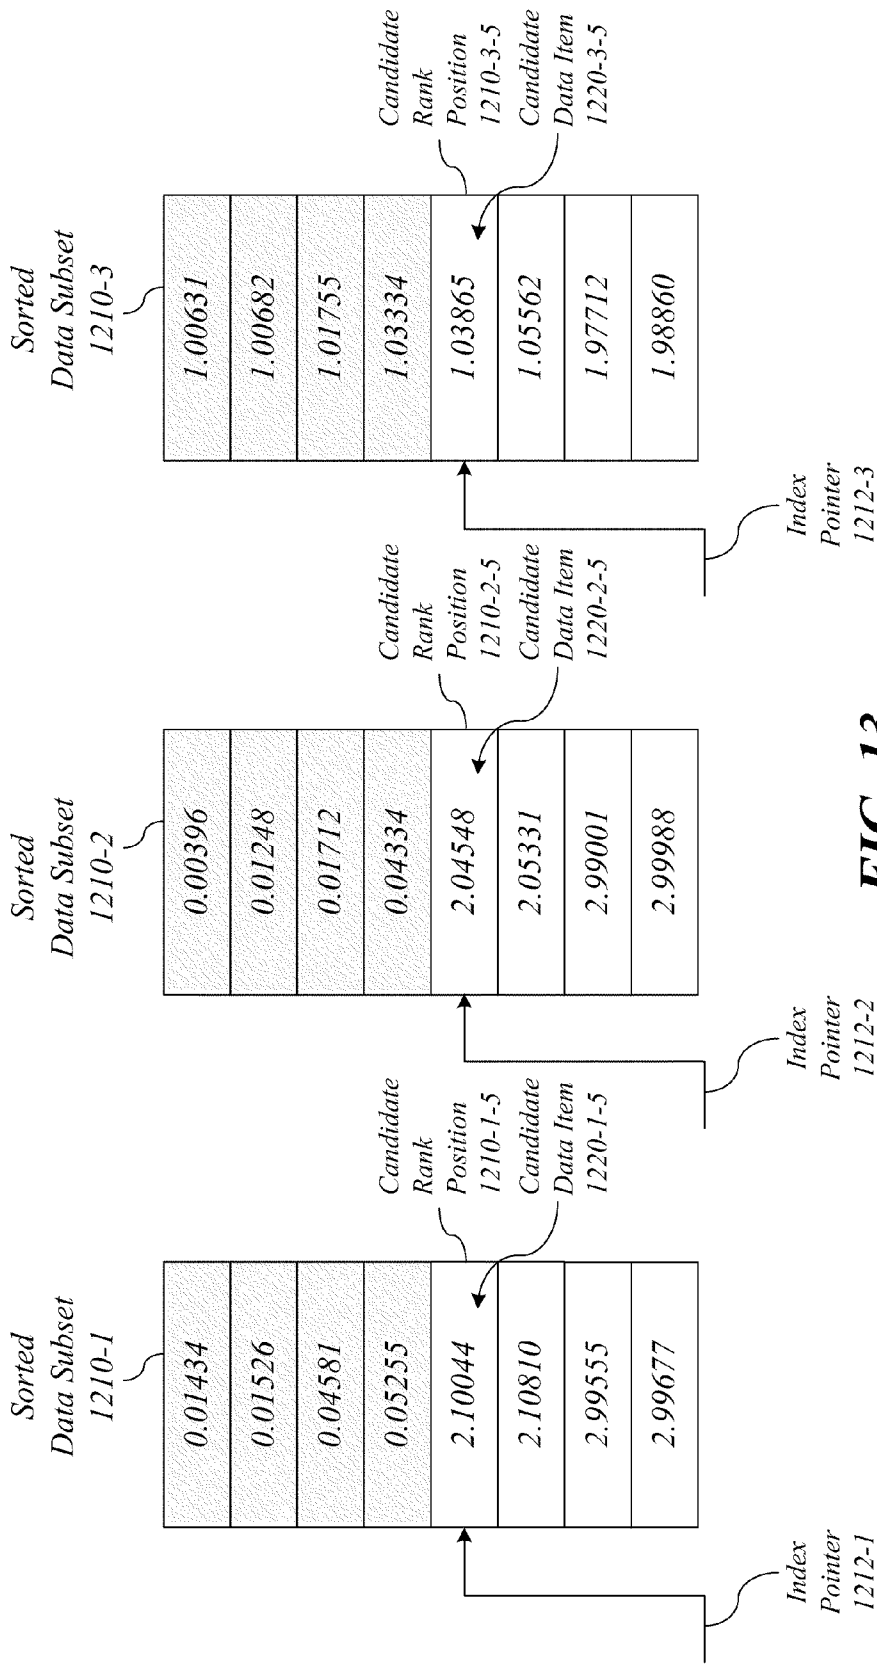 Sorted
Data Subset
1210-1
0.01434
0.01526
0.04581
0.05255
2.10044
2.10810
2.99555
2.99677
Candidate
Rank
Position
1210-1-5
Candidate
Data Item
1220-1-5
Index
Pointer
1212-1
Sorted
Data Subset
1210-2
0.00396
0.01248
0.01712
0.04334
2.04548
2.05331
2.99001
2.99988
Candidate
Rank
Position
1210-2-5
Candidate
Data Item
1220-2-5
Index
Pointer
1212-2
Sorted
Data Subset
1210-3
1.00631
1.00682
1.01755
1.03334
1.03865
1.05562
1.97712
1.98860
Candidate
Rank
Position
1210-3-5
Candidate
Data Item
1220-3-5
Index
Pointer
1212-3
FIG. 13